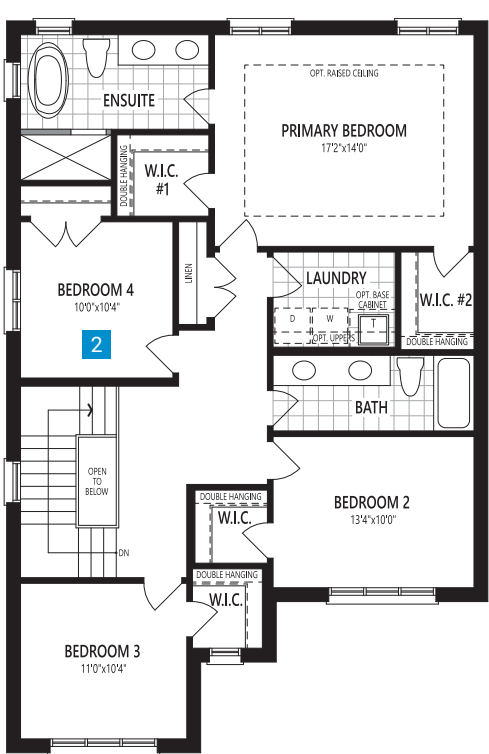 OPT. RAISED CEILING
ENSUITE
PRIMARY BEDROOM
17'2"x14'0"
DOUBLE HANGING
W.I.C.
#1
LINEN
LAUNDRY
OPT. BASE
CABINET
D
W
T
OPT. UPPERS
W.I.C. #2
DOUBLE HANGING
BEDROOM 4
10'0"x10'4"
2
BATH
OPEN
TO
BELOW
DN
BEDROOM 2
13'4"x10'0"
DOUBLE HANGING
W.I.C.
DOUBLE HANGING
W.I.C.
BEDROOM 3
11'0"x10'4"